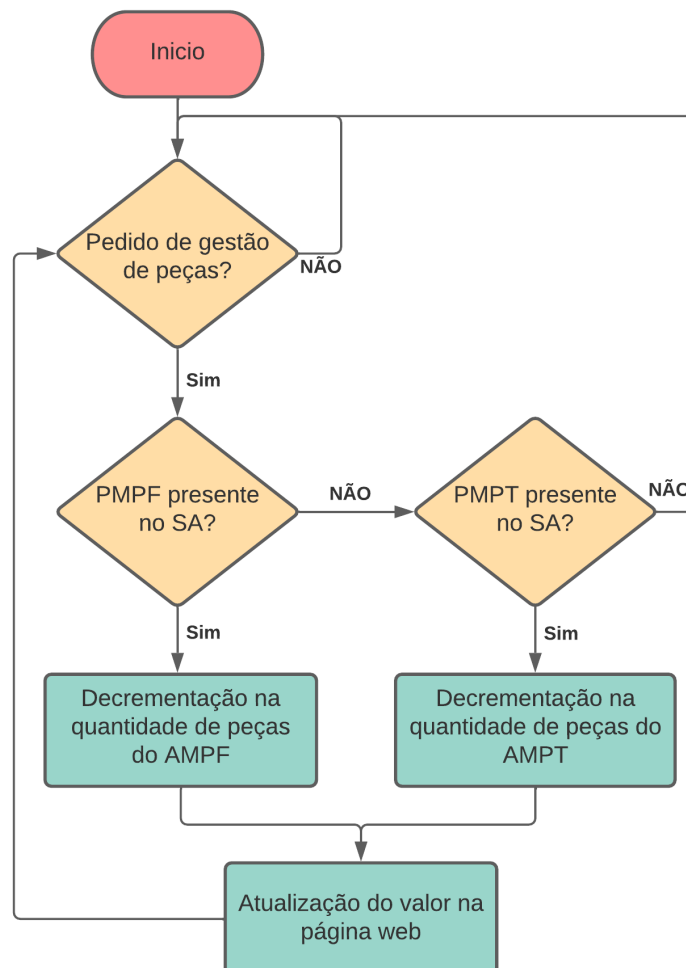 Inicio
Pedido de gestão
de peças?
NÃO
Sim
PMPF presente
no SA?
NÃO
PMPT presente
no SA?
NÃO
Sim
Sim
Decrementação na
quantidade de peças
do AMPF
Decrementação na
quantidade de peças do
AMPT
Atualização do valor na
página web